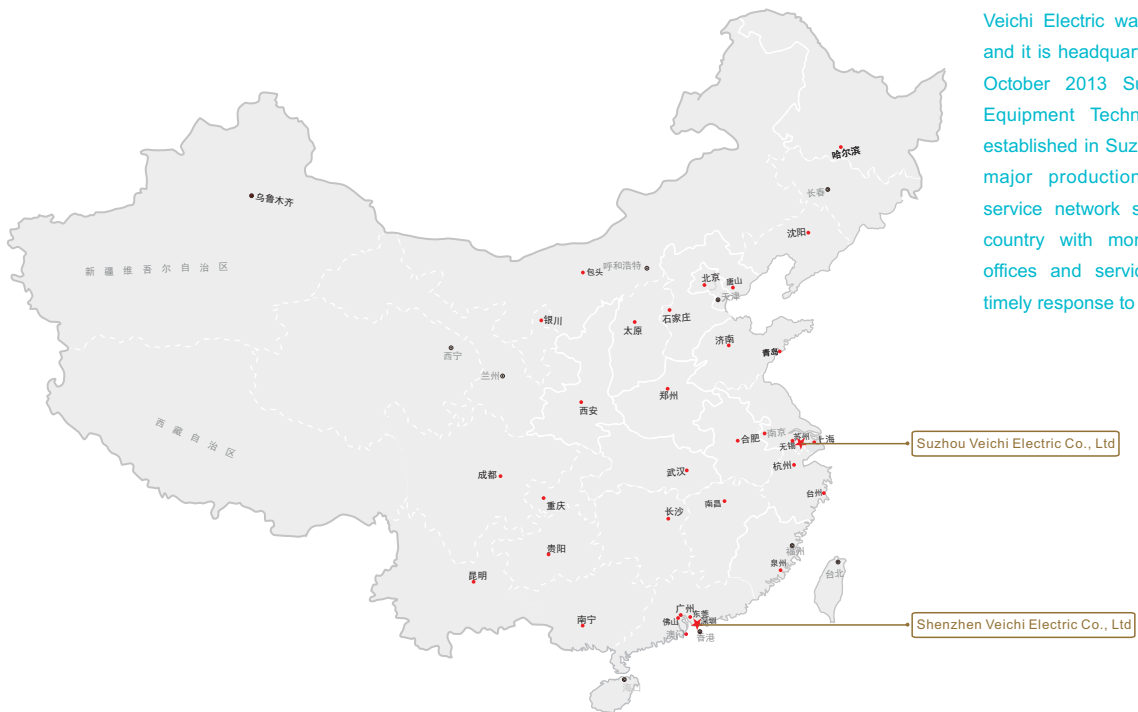 Veichi Electric wa
and it is headquar
October 2013 Su
Equipment Techn
established in Suz
major production
service network s
country with mor
offices and servic
timely response to
哈尔滨
长春
乌鲁木齐
沈阳
新疆维吾尔自治区
呼和浩特
包头
北京
唐山
天津
银川
太原
石家庄
济南
青岛
西宁
兰州
郑州
西安
西藏自治区
合肥
南京
苏州
无锡
上海
Suzhou Veichi Electric Co., Ltd
杭州
成都
武汉
台州
重庆
长沙
南昌
贵阳
福州
泉州
昆明
台北
南宁
广州
东莞
佛山
深圳
澳门
香港
Shenzhen Veichi Electric Co., Ltd
海口